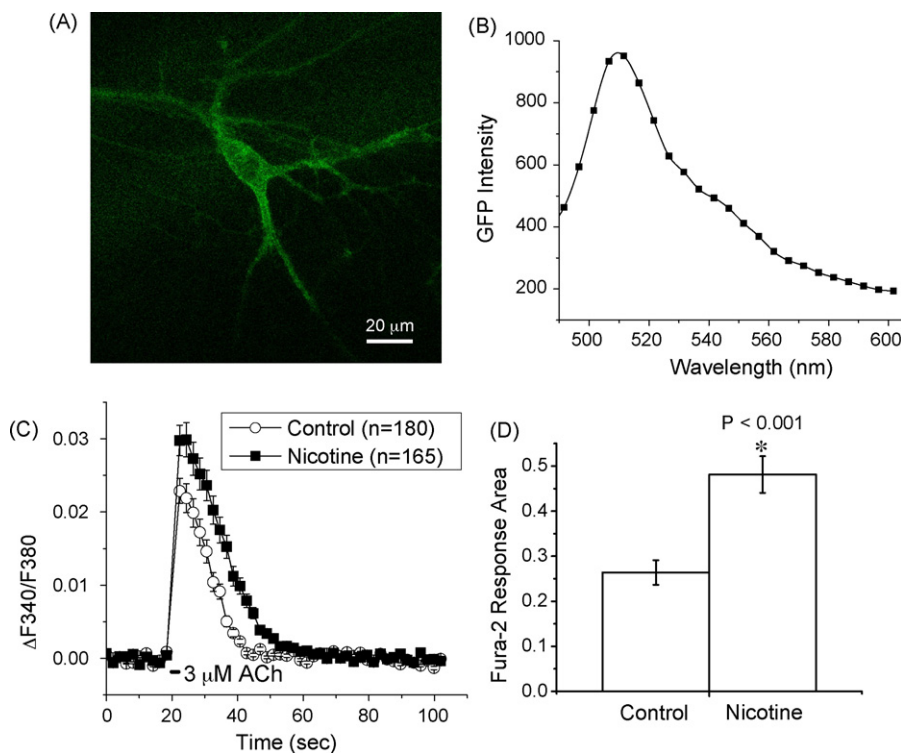 (A)
20 μm
(B)
GFP Intensity
1000
800
600
400
200
500 520 540 560 580 600
Wavelength (nm)
(C)
Control (n=180)
Nicotine (n=165)
ΔF340/F380
0.03
0.02
0.01
0.00
3 μM ACh
0 20 40 60 80 100
Time (sec)
(D)
P < 0.001
*
Fura-2 Response Area
0.5
0.4
0.3
0.2
0.1
0.0
Control Nicotine